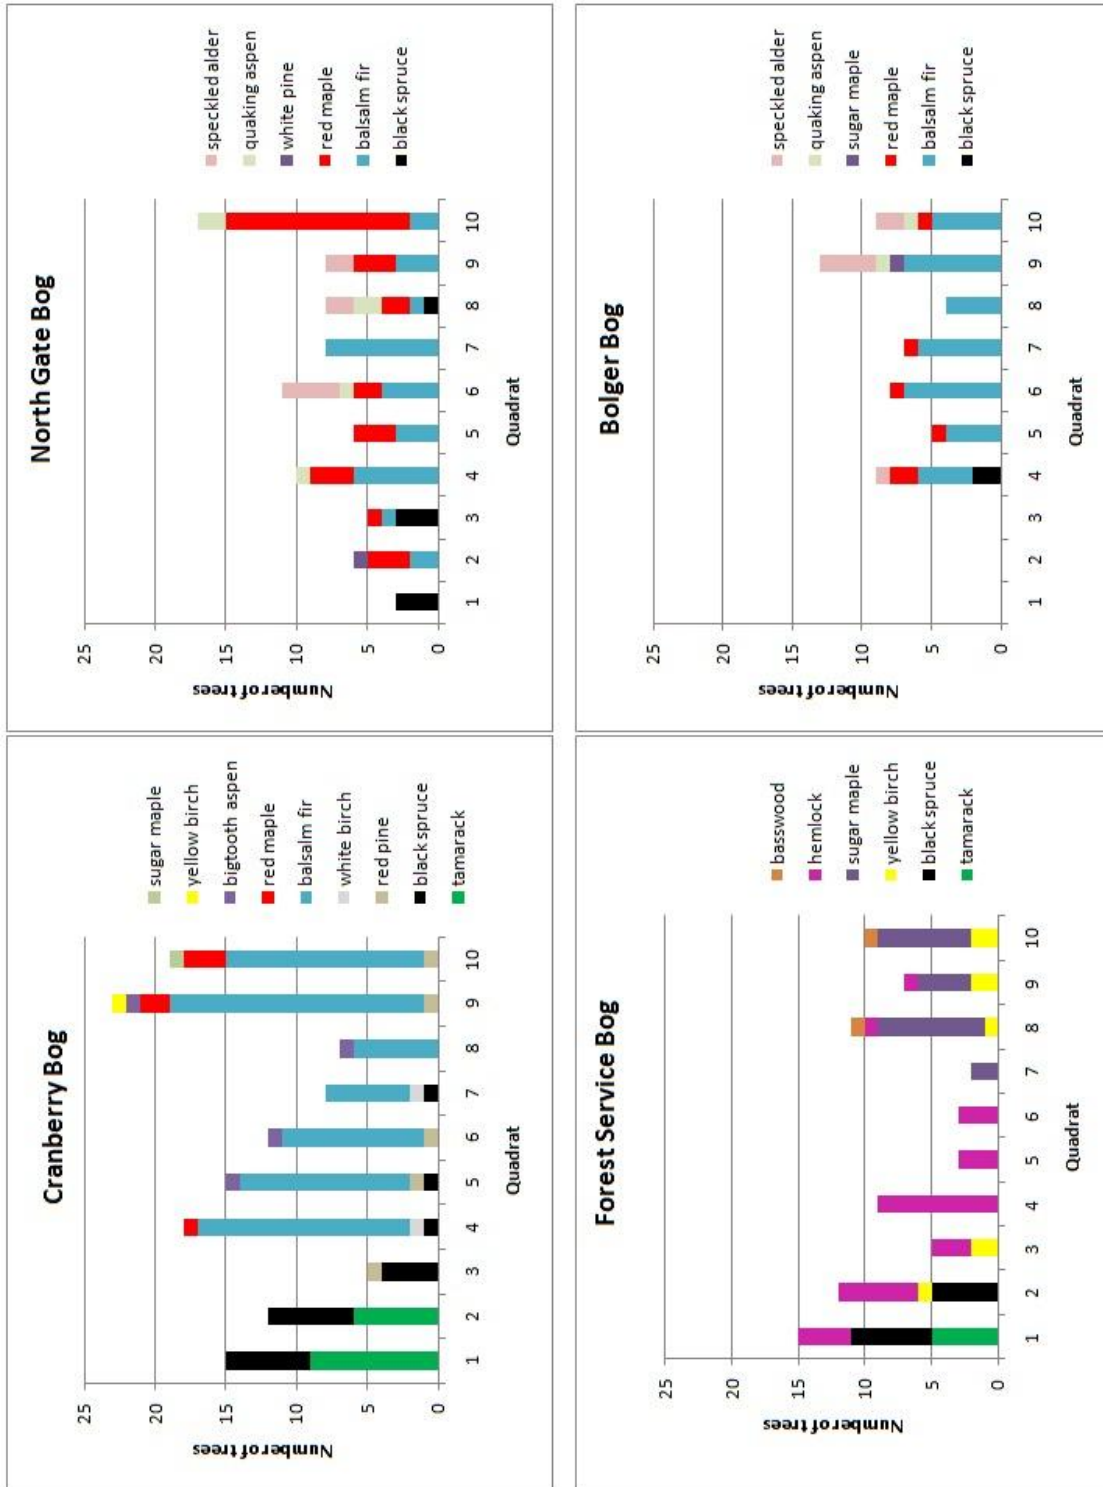 Cranberry Bog
Number of trees
25
20
15
10
5
0
1 2 3 4 5 6 7 8 9 10
Quadrat
sugar maple
yellow birch
bigtooth aspen
red maple
balsalm fir
white birch
red pine
black spruce
tamarack
North Gate Bog
Number of trees
25
20
15
10
5
0
1 2 3 4 5 6 7 8 9 10
Quadrat
speckled alder
quaking aspen
white pine
red maple
balsalm fir
black spruce
Forest Service Bog
Number of trees
25
20
15
10
5
0
1 2 3 4 5 6 7 8 9 10
Quadrat
basswood
hemlock
sugar maple
yellow birch
black spruce
tamarack
Bolger Bog
Number of trees
25
20
15
10
5
0
1 2 3 4 5 6 7 8 9 10
Quadrat
speckled alder
quaking aspen
sugar maple
red maple
balsalm fir
black spruce